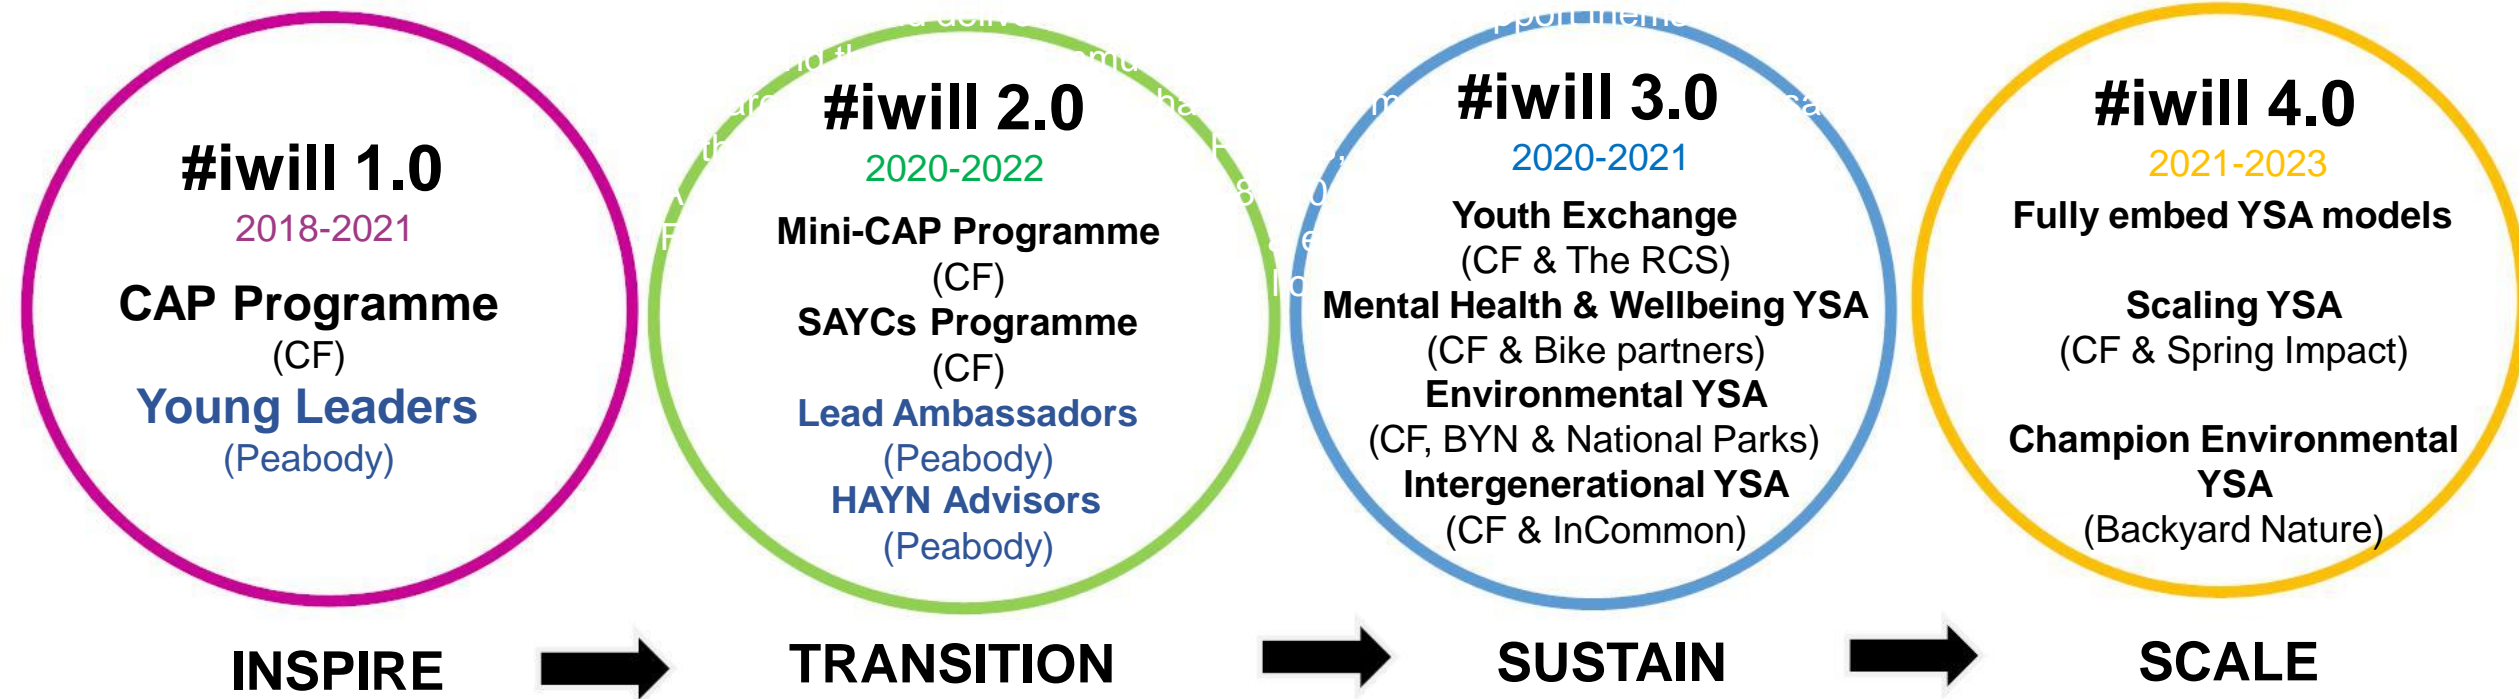 #iwill 1.0
2018-2021
CAP Programme
(CF)
Young Leaders
(Peabody)
INSPIRE
#iwill 2.0
2020-2022
Mini-CAP Programme
(CF)
SAYCs Programme
(CF)
Lead Ambassadors
(Peabody)
HAYN Advisors
(Peabody)
TRANSITION
#iwill 3.0
2020-2021
Youth Exchange
(CF & The RCS)
Mental Health & Wellbeing YSA
(CF & Bike partners)
Environmental YSA
(CF, BYN & National Parks)
Intergenerational YSA
(CF & InCommon)
SUSTAIN
#iwill 4.0
2021-2023
Fully embed YSA models
Scaling YSA
(CF & Spring Impact)
Champion Environmental
YSA
(Backyard Nature)
SCALE